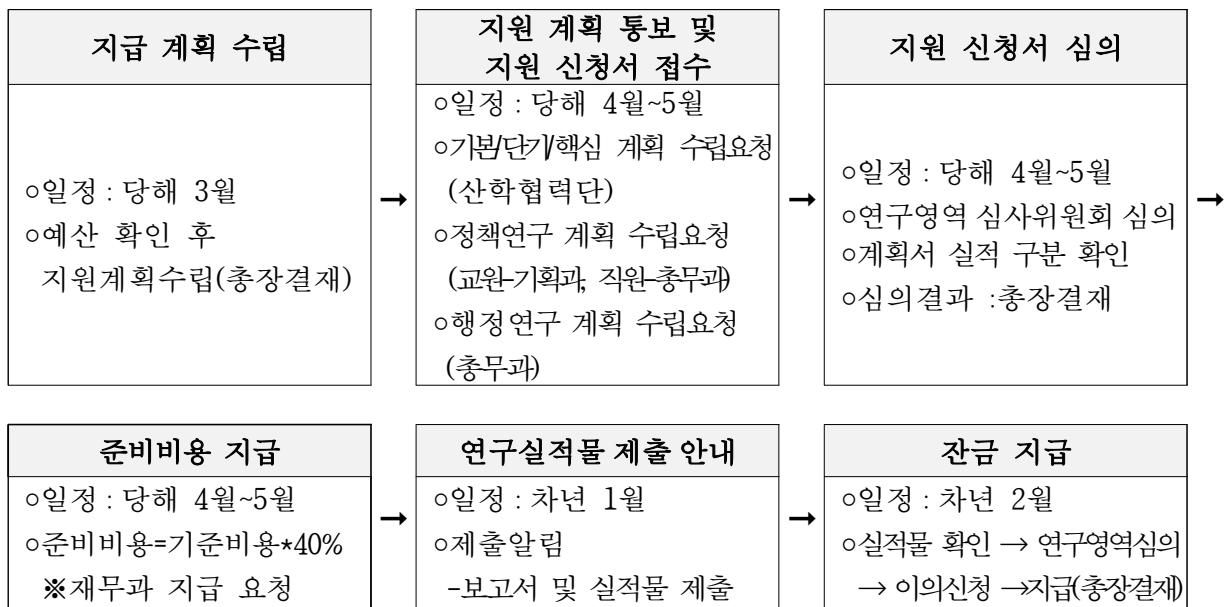 지급 계획 수립
○일정 : 당해 3월
○예산 확인 후
지원계획수립(총장결재)
→
지원 계획 통보 및
지원 신청서 접수
○일정 : 당해 4월~5월
○기본/단기/핵심 계획 수립요청
(산학협력단)
○정책연구 계획 수립요청
(교원-기획과, 직원-총무과)
○행정연구 계획 수립요청
(총무과)
→
지원 신청서 심의
○일정 : 당해 4월~5월
○연구영역 심사위원회 심의
○계획서 실적 구분 확인
○심의결과 :총장결재
→
준비비용 지급
○일정 : 당해 4월~5월
○준비비용=기준비용*40%
※재무과 지급 요청
→
연구실적물 제출 안내
○일정 : 차년 1월
○제출알림
-보고서 및 실적물 제출
→
잔금 지급
○일정 : 차년 2월
○실적물 확인 → 연구영역심의
→ 이의신청 →지급(총장결재)